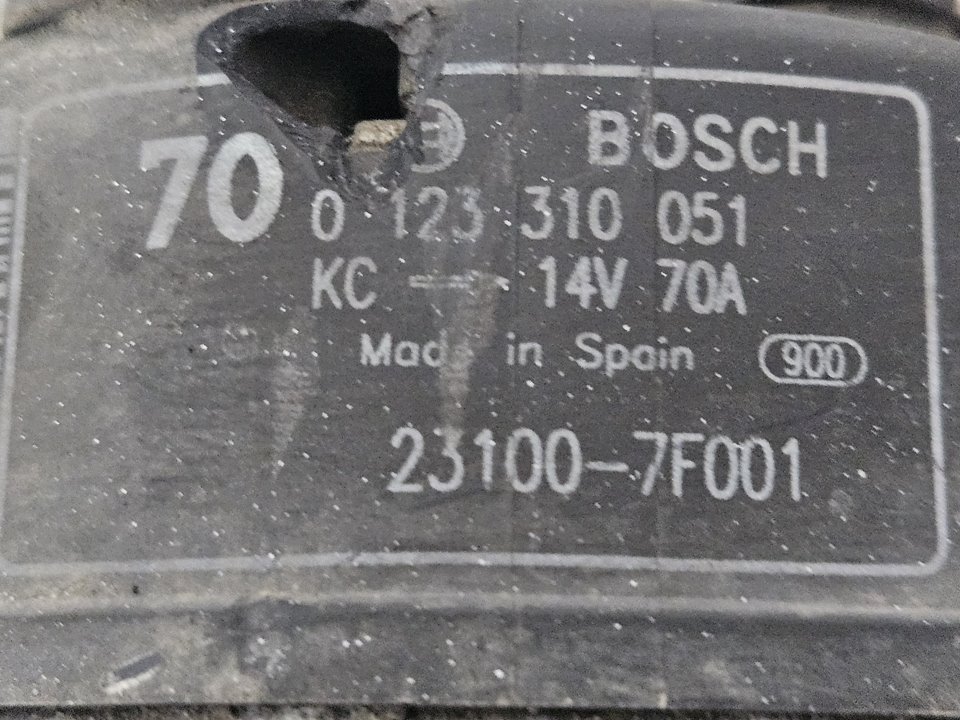 BOSCH
70
0 123 310 051
KC 14V 70A
Made in Spain 900
23100-7F001